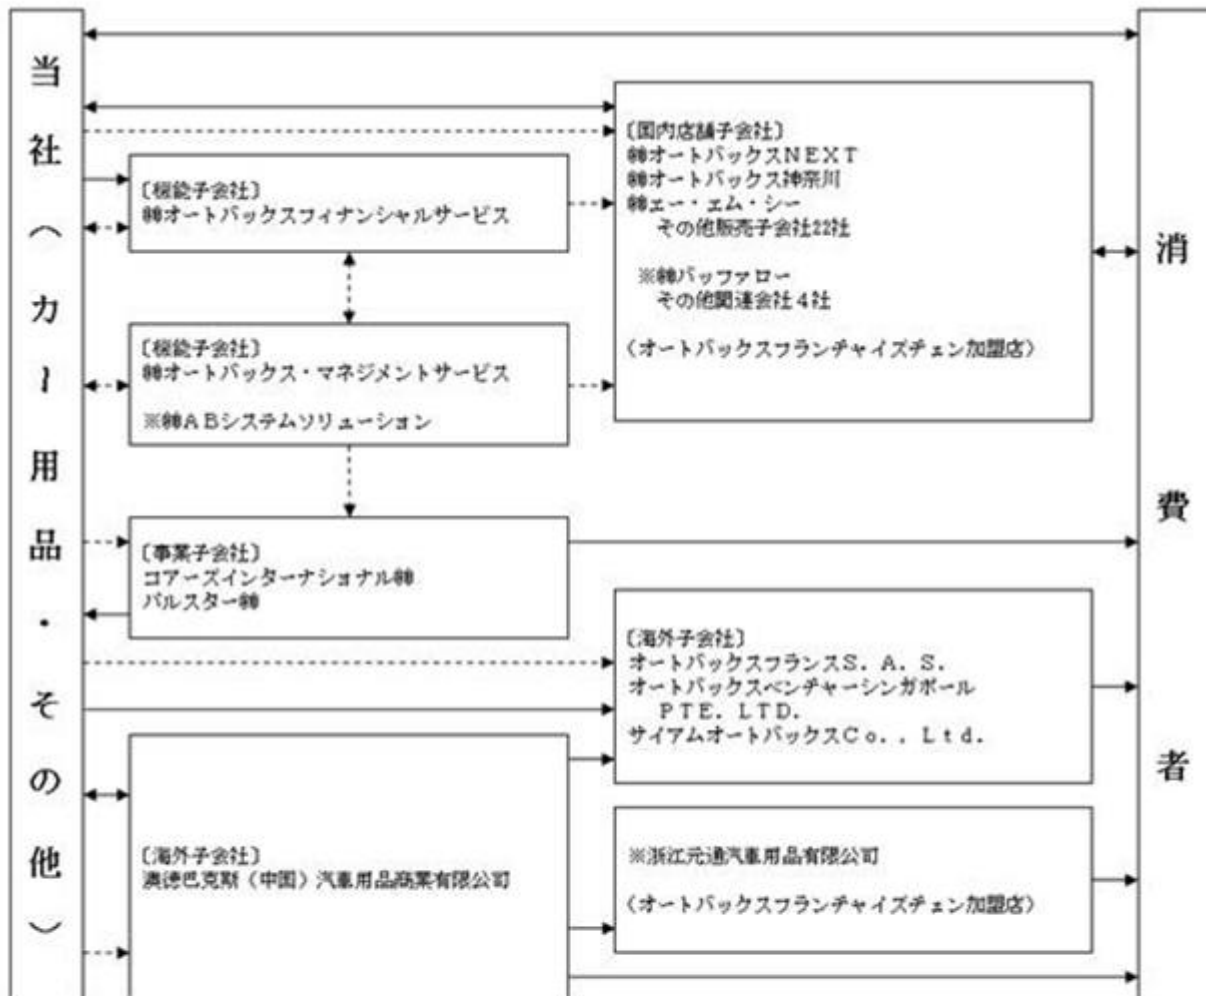 当社（カー用品・その他）
〔機能子会社〕
㈱オートバックスフィナンシャルサービス
〔機能子会社〕
㈱オートバックス・マネジメントサービス
※㈱ＡＢシステムソリューション
〔事業子会社〕
コアーズインターナショナル㈱
パルスター㈱
〔海外子会社〕
澳徳巴克斯（中国）汽車用品商業有限公司
〔国内店舗子会社〕
㈱オートバックスＮＥＸＴ
㈱オートバックス神奈川
㈱エー・エム・シー
その他販売子会社22社
※㈱バッファロー
その他関連会社４社
〈オートバックスフランチャイズチェン加盟店〉
〔海外子会社〕
オートバックスフランスＳ．Ａ．Ｓ．
オートバックスベンチャーシンガポール
ＰＴＥ．ＬＴＤ．
サイアムオートバックスＣｏ．，Ｌｔｄ．
※浙江元通汽車用品有限公司
〈オートバックスフランチャイズチェン加盟店〉
消費者